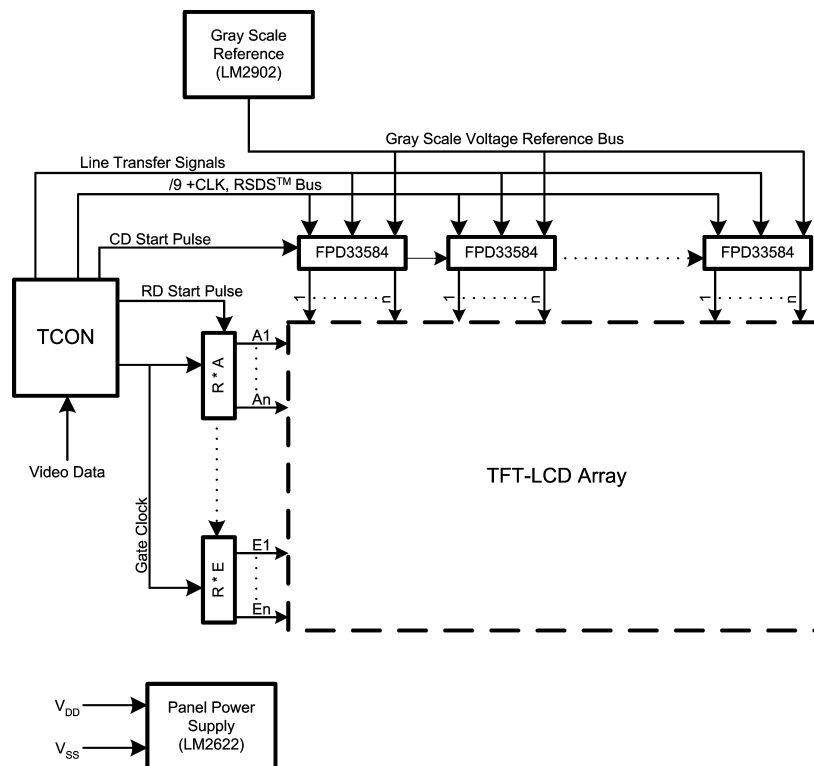 Gray Scale
Reference
(LM2902)
Gray Scale Voltage Reference Bus
Line Transfer Signals
/9 +CLK, RSDS™ Bus
CD Start Pulse
FPD33584
FPD33584
FPD33584
1
n
1
n
1
n
RD Start Pulse
TCON
A1
R * A
An
Video Data
TFT-LCD Array
Gate Clock
E1
R * E
En
VDD
Panel Power
Supply
(LM2622)
VSS